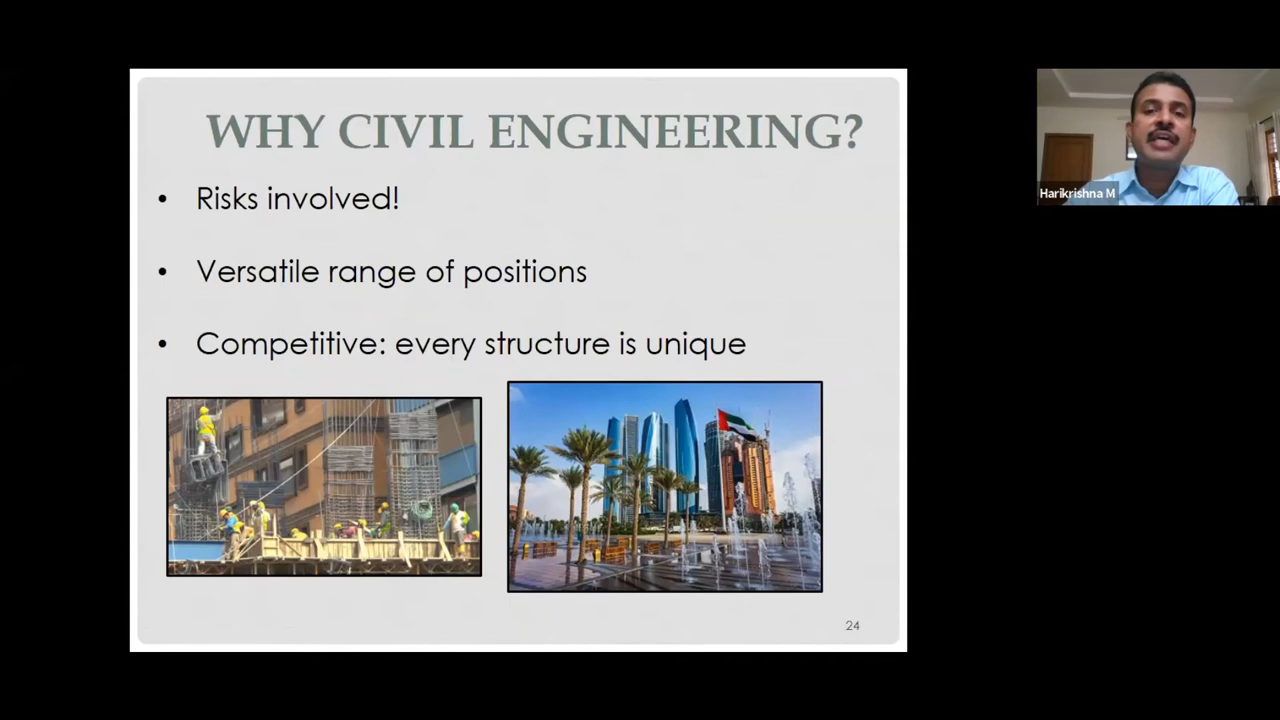 WHY CIVIL ENGINEERING?
• Risks involved!
• Versatile range of positions
• Competitive: every structure is unique
24
Harikrishna M